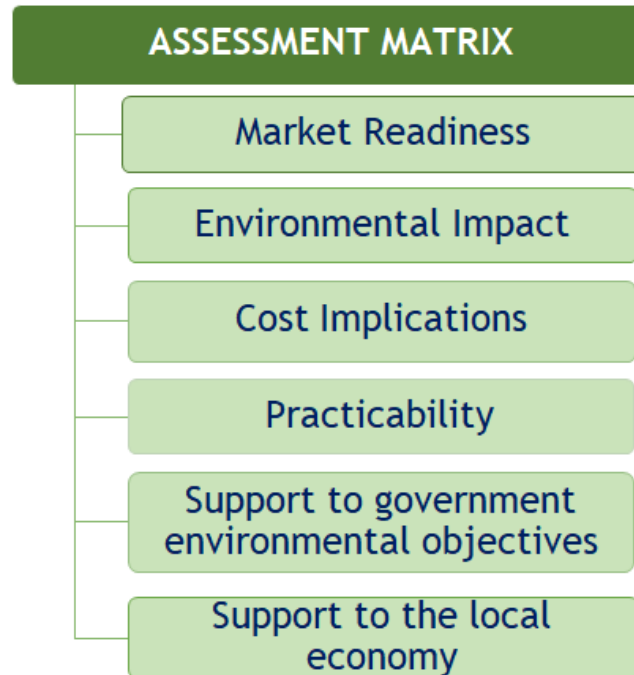 ASSESSMENT MATRIX
Market Readiness
Environmental Impact
Cost Implications
Practicability
Support to government
environmental objectives
Support to the local
economy